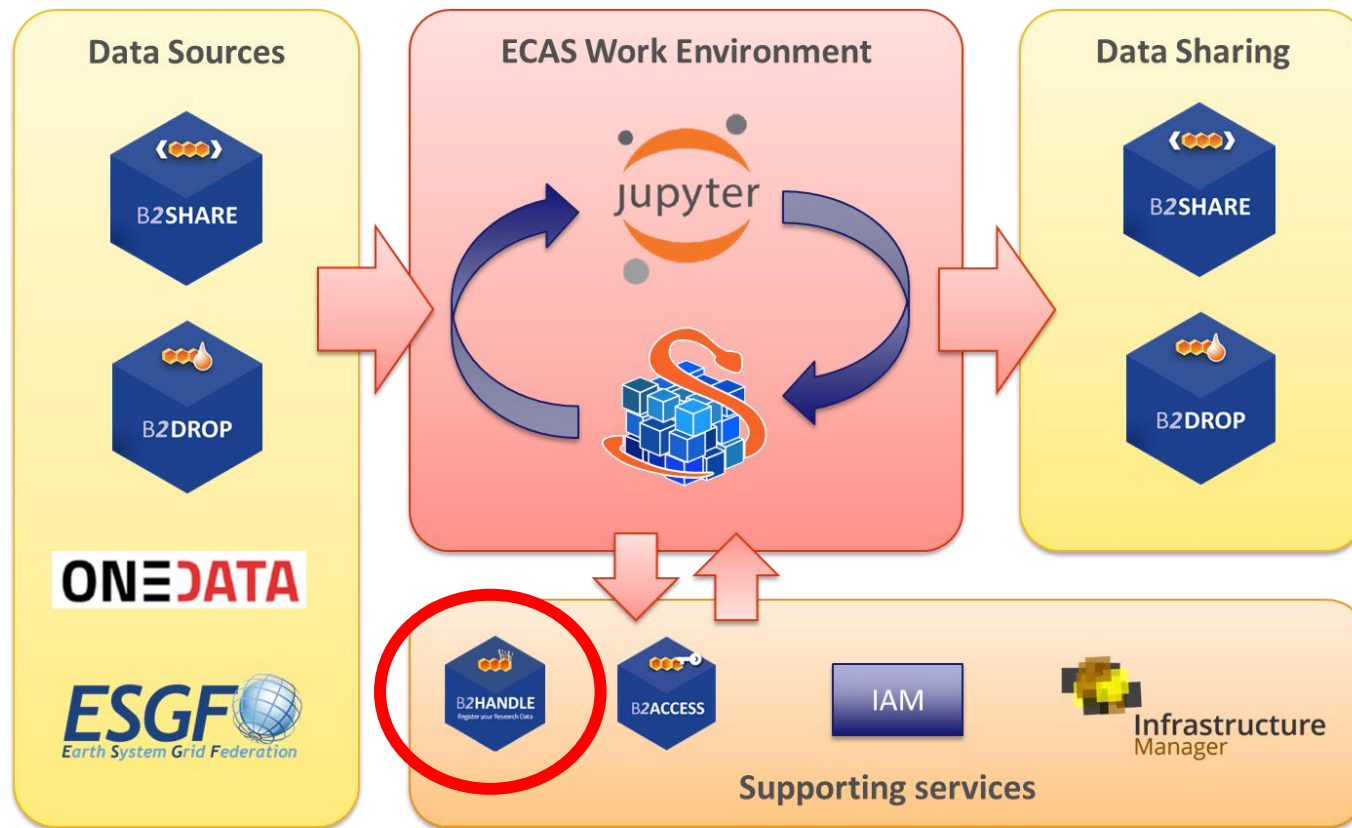 Data Sources
B2SHARE
B2DROP
ONEDATA
ESGF
Earth System Grid Federation
ECAS Work Environment
jupyter
Data Sharing
B2SHARE
B2DROP
B2HANDLE
Register your Research Data
B2ACCESS
IAM
Infrastructure
Manager
Supporting services